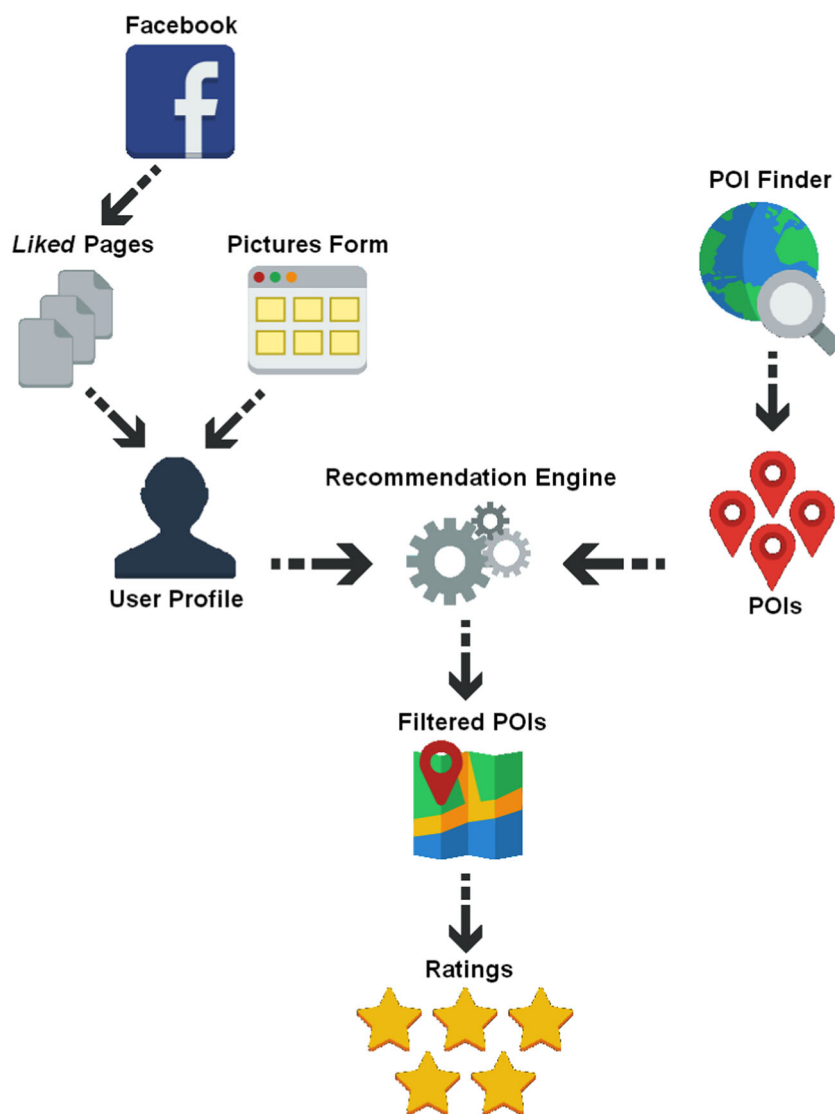 Facebook
POI Finder
Liked Pages
Pictures Form
Recommendation Engine
User Profile
POIs
Filtered POIs
Ratings